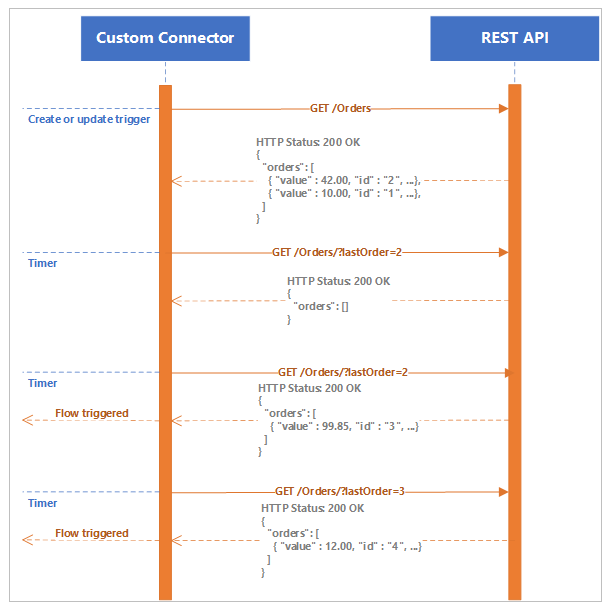 Custom Connector
REST API
GET /Orders
Create or update trigger
HTTP Status: 200 OK
{
"orders": [
{ "value" : 42.00, "id" : "2", ...},
{ "value" : 10.00, "id" : "1", ...},
]
}
GET /Orders/?lastOrder=2
Timer
HTTP Status: 200 OK
{
"orders": []
}
GET /Orders/?lastOrder=2
Timer
HTTP Status: 200 OK
{
"orders": [
Flow triggered
{ "value" : 99.85, "id" : "3", ...}
]
}
GET /Orders/?lastOrder=3
Timer
HTTP Status: 200 OK
{
"orders": [
Flow triggered
{ "value" : 12.00, "id" : "4", ...}
]
}